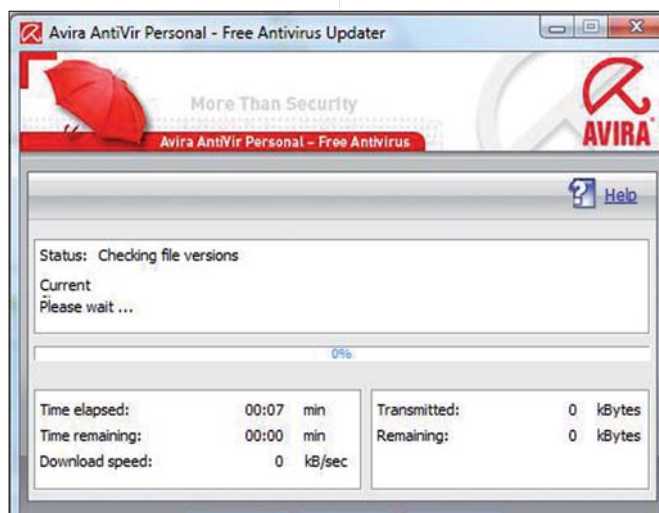 Avira AntiVir Personal - Free Antivirus Updater
More Than Security
AVIRA
Avira AntiVir Personal – Free Antivirus
Help
Status: Checking file versions
Current
Please wait ...
0%
Time elapsed: 00:07 min
Time remaining: 00:00 min
Download speed: 0 kB/sec
Transmitted: 0 kBytes
Remaining: 0 kBytes